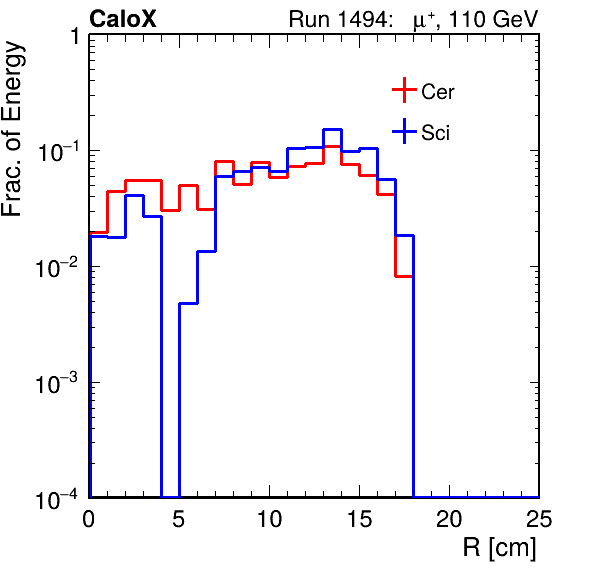 CaloX Run 1494: μ⁺, 110 GeV
Frac. of Energy
1
10⁻¹
10⁻²
10⁻³
10⁻⁴
Cer
Sci
0 5 10 15 20 25
R [cm]